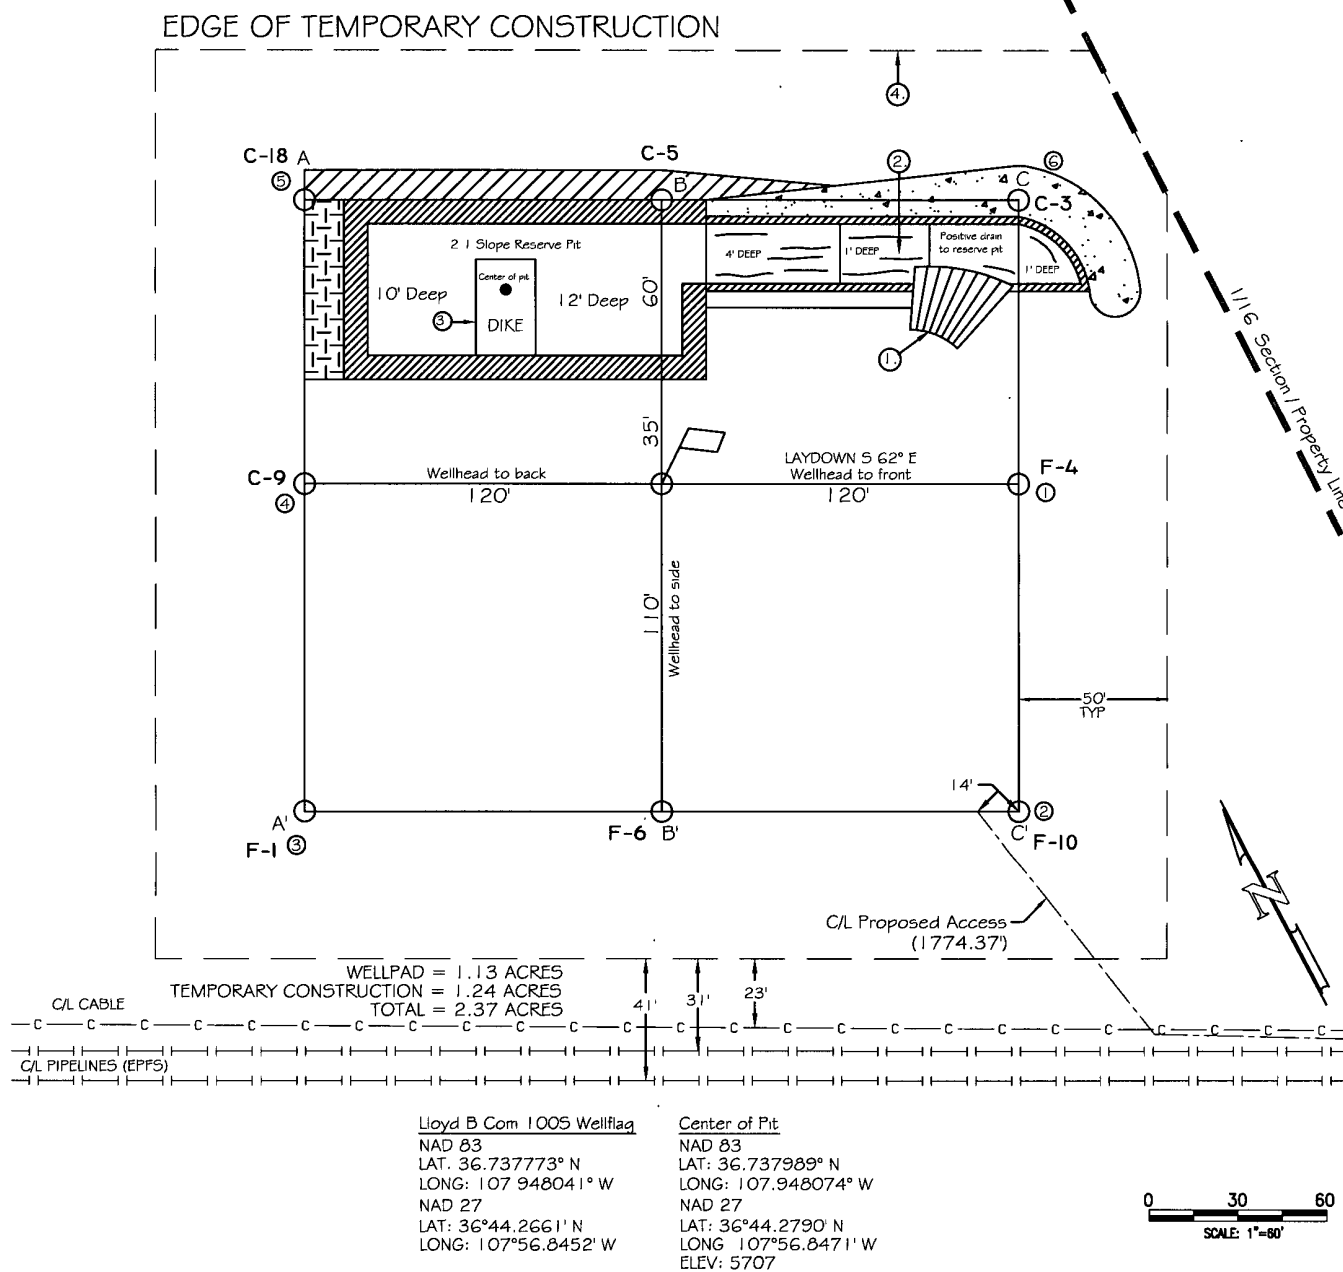 EDGE OF TEMPORARY CONSTRUCTION
4.
C-18 A
C-5
2.
6
5
B
C
C-3
2 1 Slope Reserve Pit
4' DEEP
1' DEEP
Positive drain
to reserve pit
1' DEEP
Center of pit
10' Deep
12' Deep
60'
3
DIKE
1.
1/16 Section / Property Line
35'
C-9
4
Wellhead to back
120'
LAYDOWN S 62° E
Wellhead to front
120'
F-4
1
110'
Wellhead to side
50'
TYP
14'
A'
F-1 3
F-6 B'
2
C'
F-10
N
C/L Proposed Access
(1774.37')
WELLPAD = 1.13 ACRES
TEMPORARY CONSTRUCTION = 1.24 ACRES
TOTAL = 2.37 ACRES
41'
31'
23'
C/L CABLE
C C C C C C C C C C C C C C C C C C C C C C C C
C/L PIPELINES (EPFS)
Lloyd B Com 100S Wellflag
NAD 83
LAT. 36.737773° N
LONG: 107 948041° W
NAD 27
LAT: 36°44.2661' N
LONG: 107°56.8452' W
Center of Pit
NAD 83
LAT: 36.737989° N
LONG: 107.948074° W
NAD 27
LAT: 36°44.2790' N
LONG 107°56.8471' W
ELEV: 5707
0 30 60
SCALE: 1"=60'